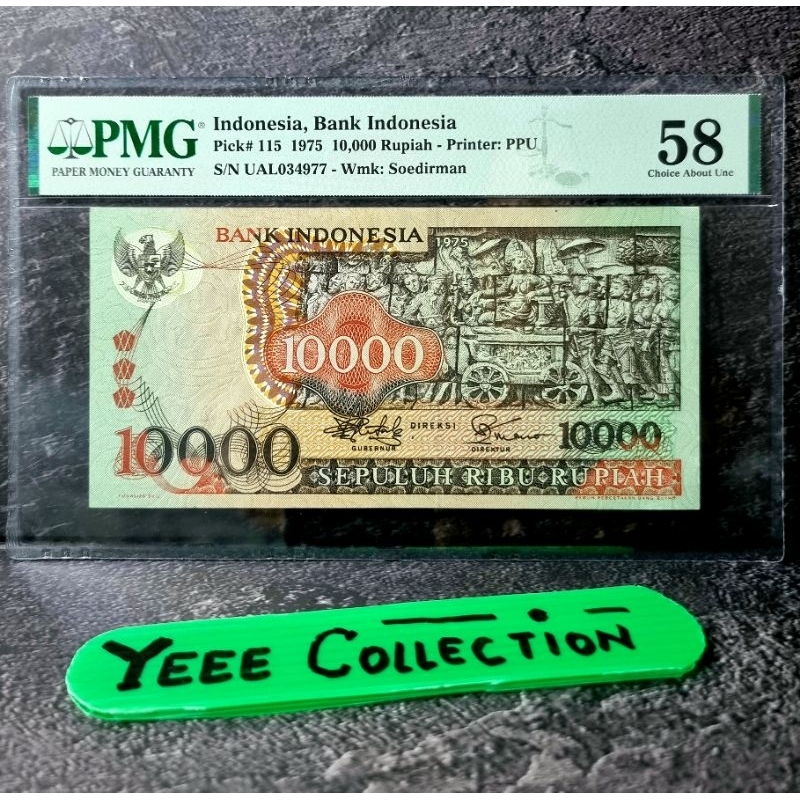 PMG
PAPER MONEY GUARANTY
Indonesia, Bank Indonesia
Pick# 115 1975 10,000 Rupiah - Printer: PPU
S/N UAL034977 - Wmk: Soedirman
58
Choice About Unc
BANK INDONESIA
1975
10000
DIREKSI
GUBERNUR
DIREKTUR
10000
10000
SEPULUH RIBU RUPIAH
YEEE COLLECTION